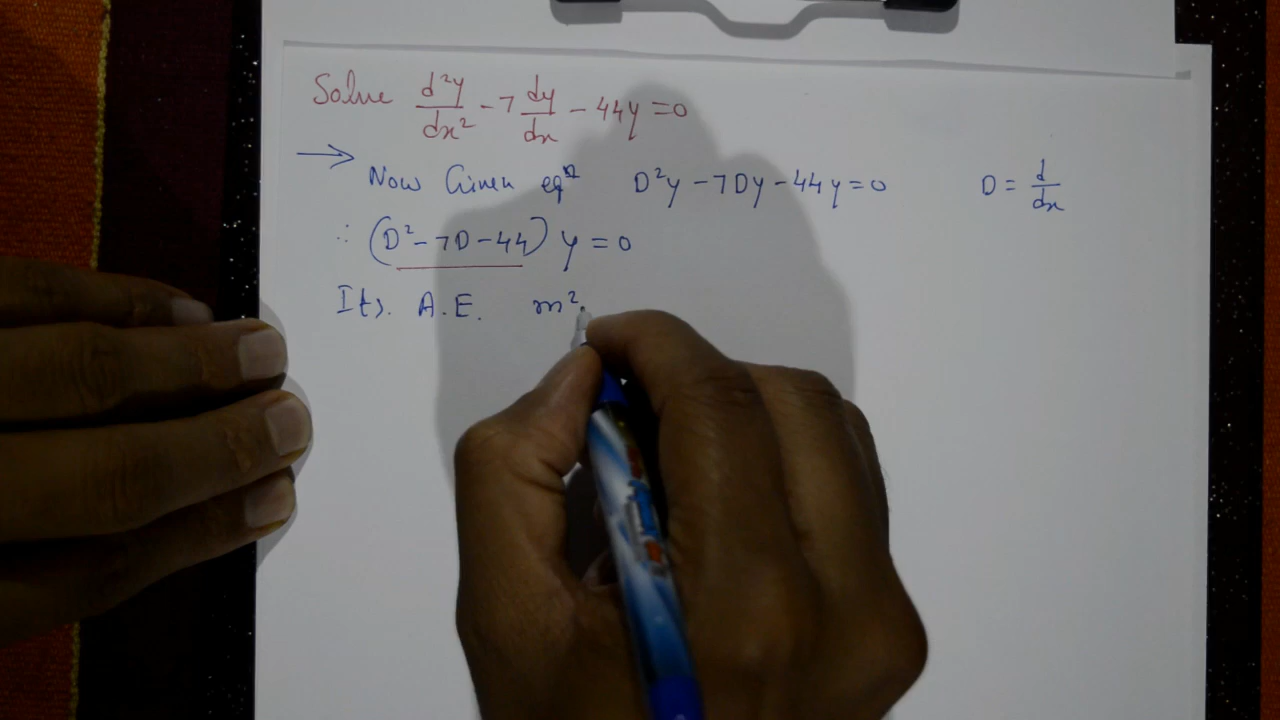 Solve d²y/dx² - 7 dy/dx - 44y = 0
→ Now Given eqⁿ D²y - 7Dy - 44y = 0 D = d/dx
∴ (D² - 7D - 44) y = 0
Its. A.E. m²